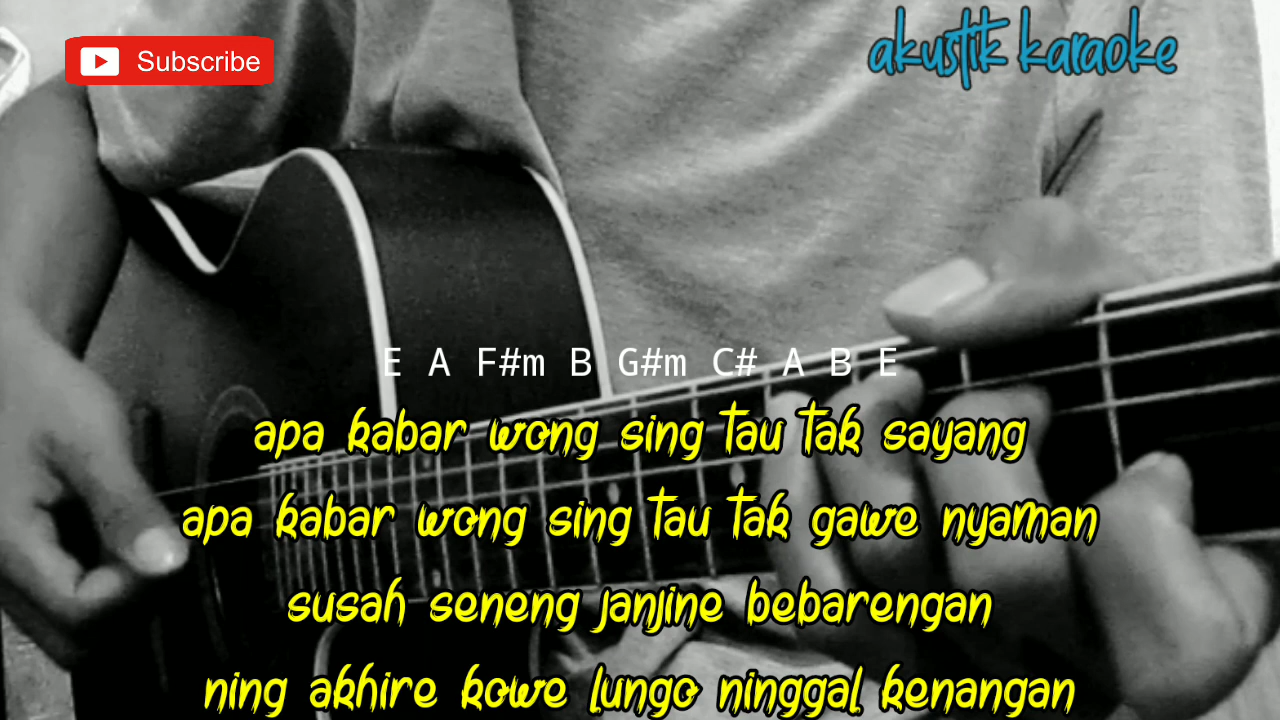 Subscribe
akustik karaoke
E A F#m B G#m C# A B E
apa kabar wong sing tau tak sayang
apa kabar wong sing tau tak gawe nyaman
susah seneng janjine bebarengan
ning akhire kowe lungo ninggal kenangan